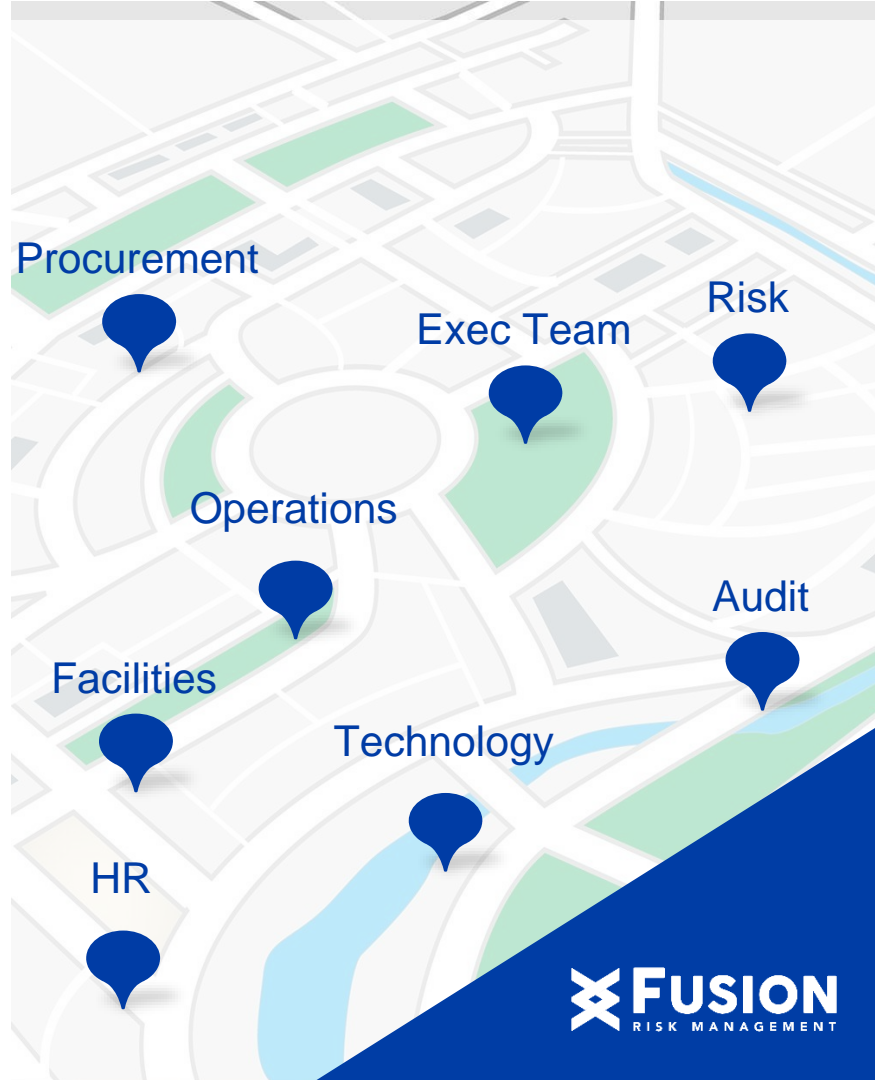 Procurement
Risk
Exec Team
Operations
Audit
Facilities
Technology
HR
FUSION
RISK MANAGEMENT